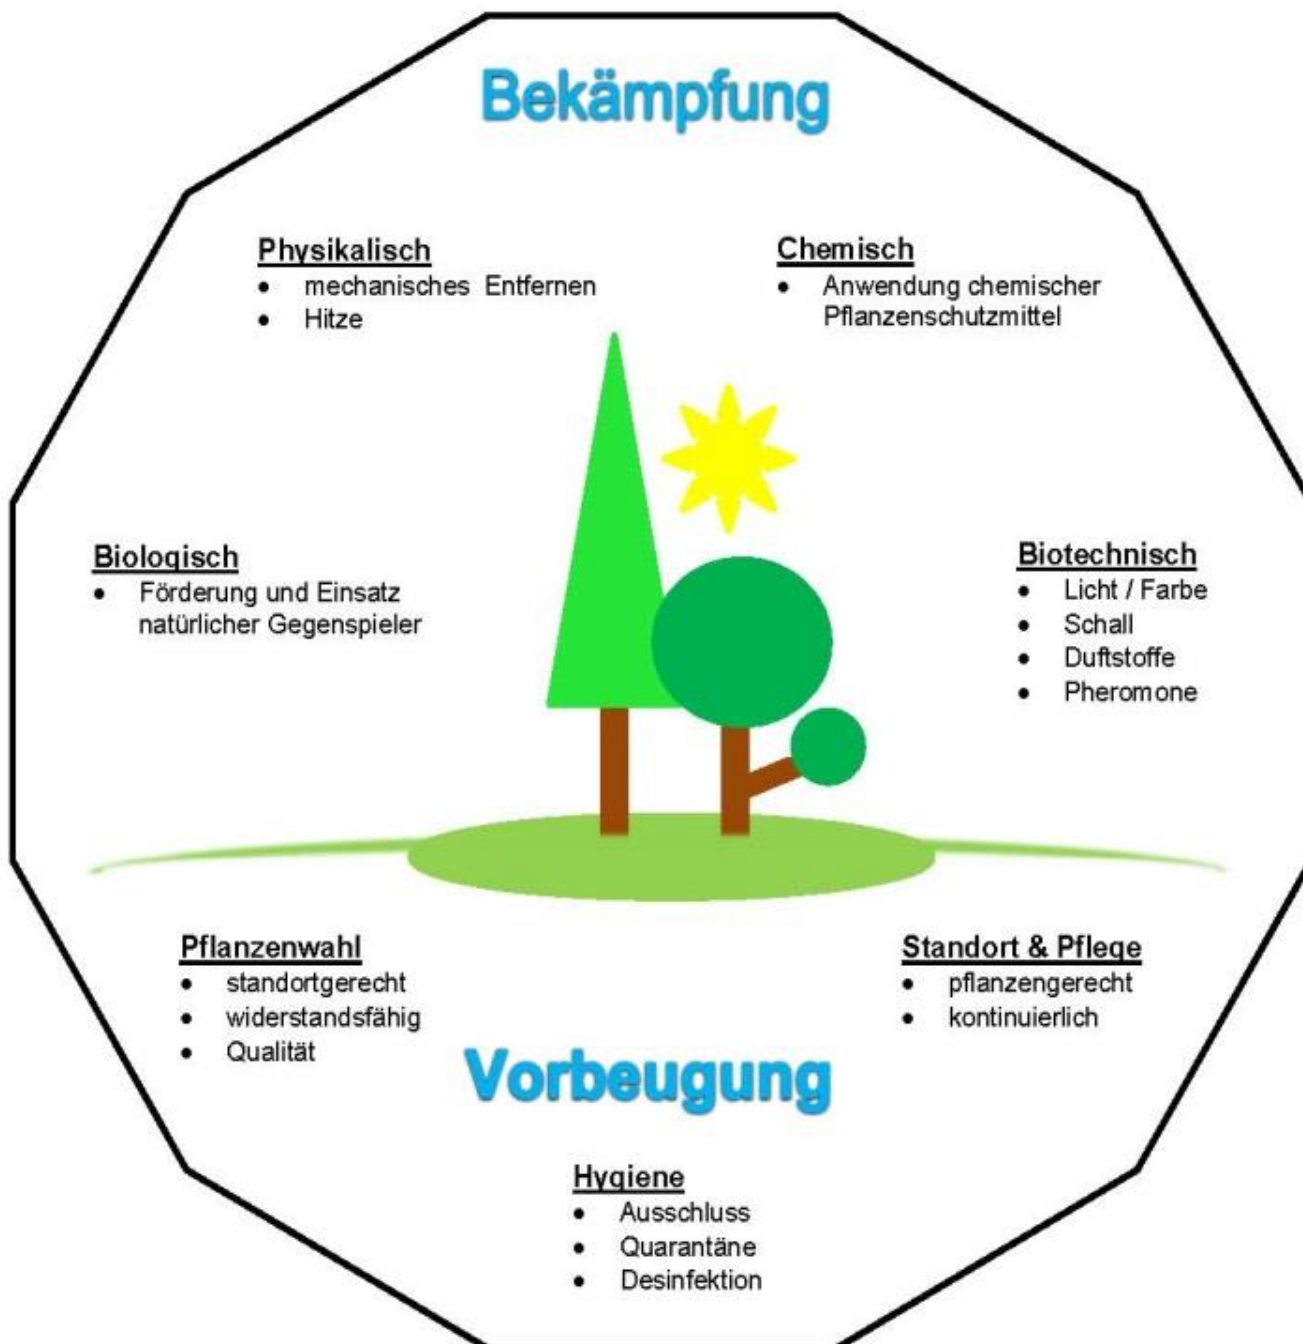 Bekämpfung
Physikalisch
• mechanisches Entfernen
• Hitze
Chemisch
• Anwendung chemischer
Pflanzenschutzmittel
Biologisch
• Förderung und Einsatz
natürlicher Gegenspieler
Biotechnisch
• Licht / Farbe
• Schall
• Duftstoffe
• Pheromone
Pflanzenwahl
• standortgerecht
• widerstandsfähig
• Qualität
Standort & Pflege
• pflanzengerecht
• kontinuierlich
Vorbeugung
Hygiene
• Ausschluss
• Quarantäne
• Desinfektion